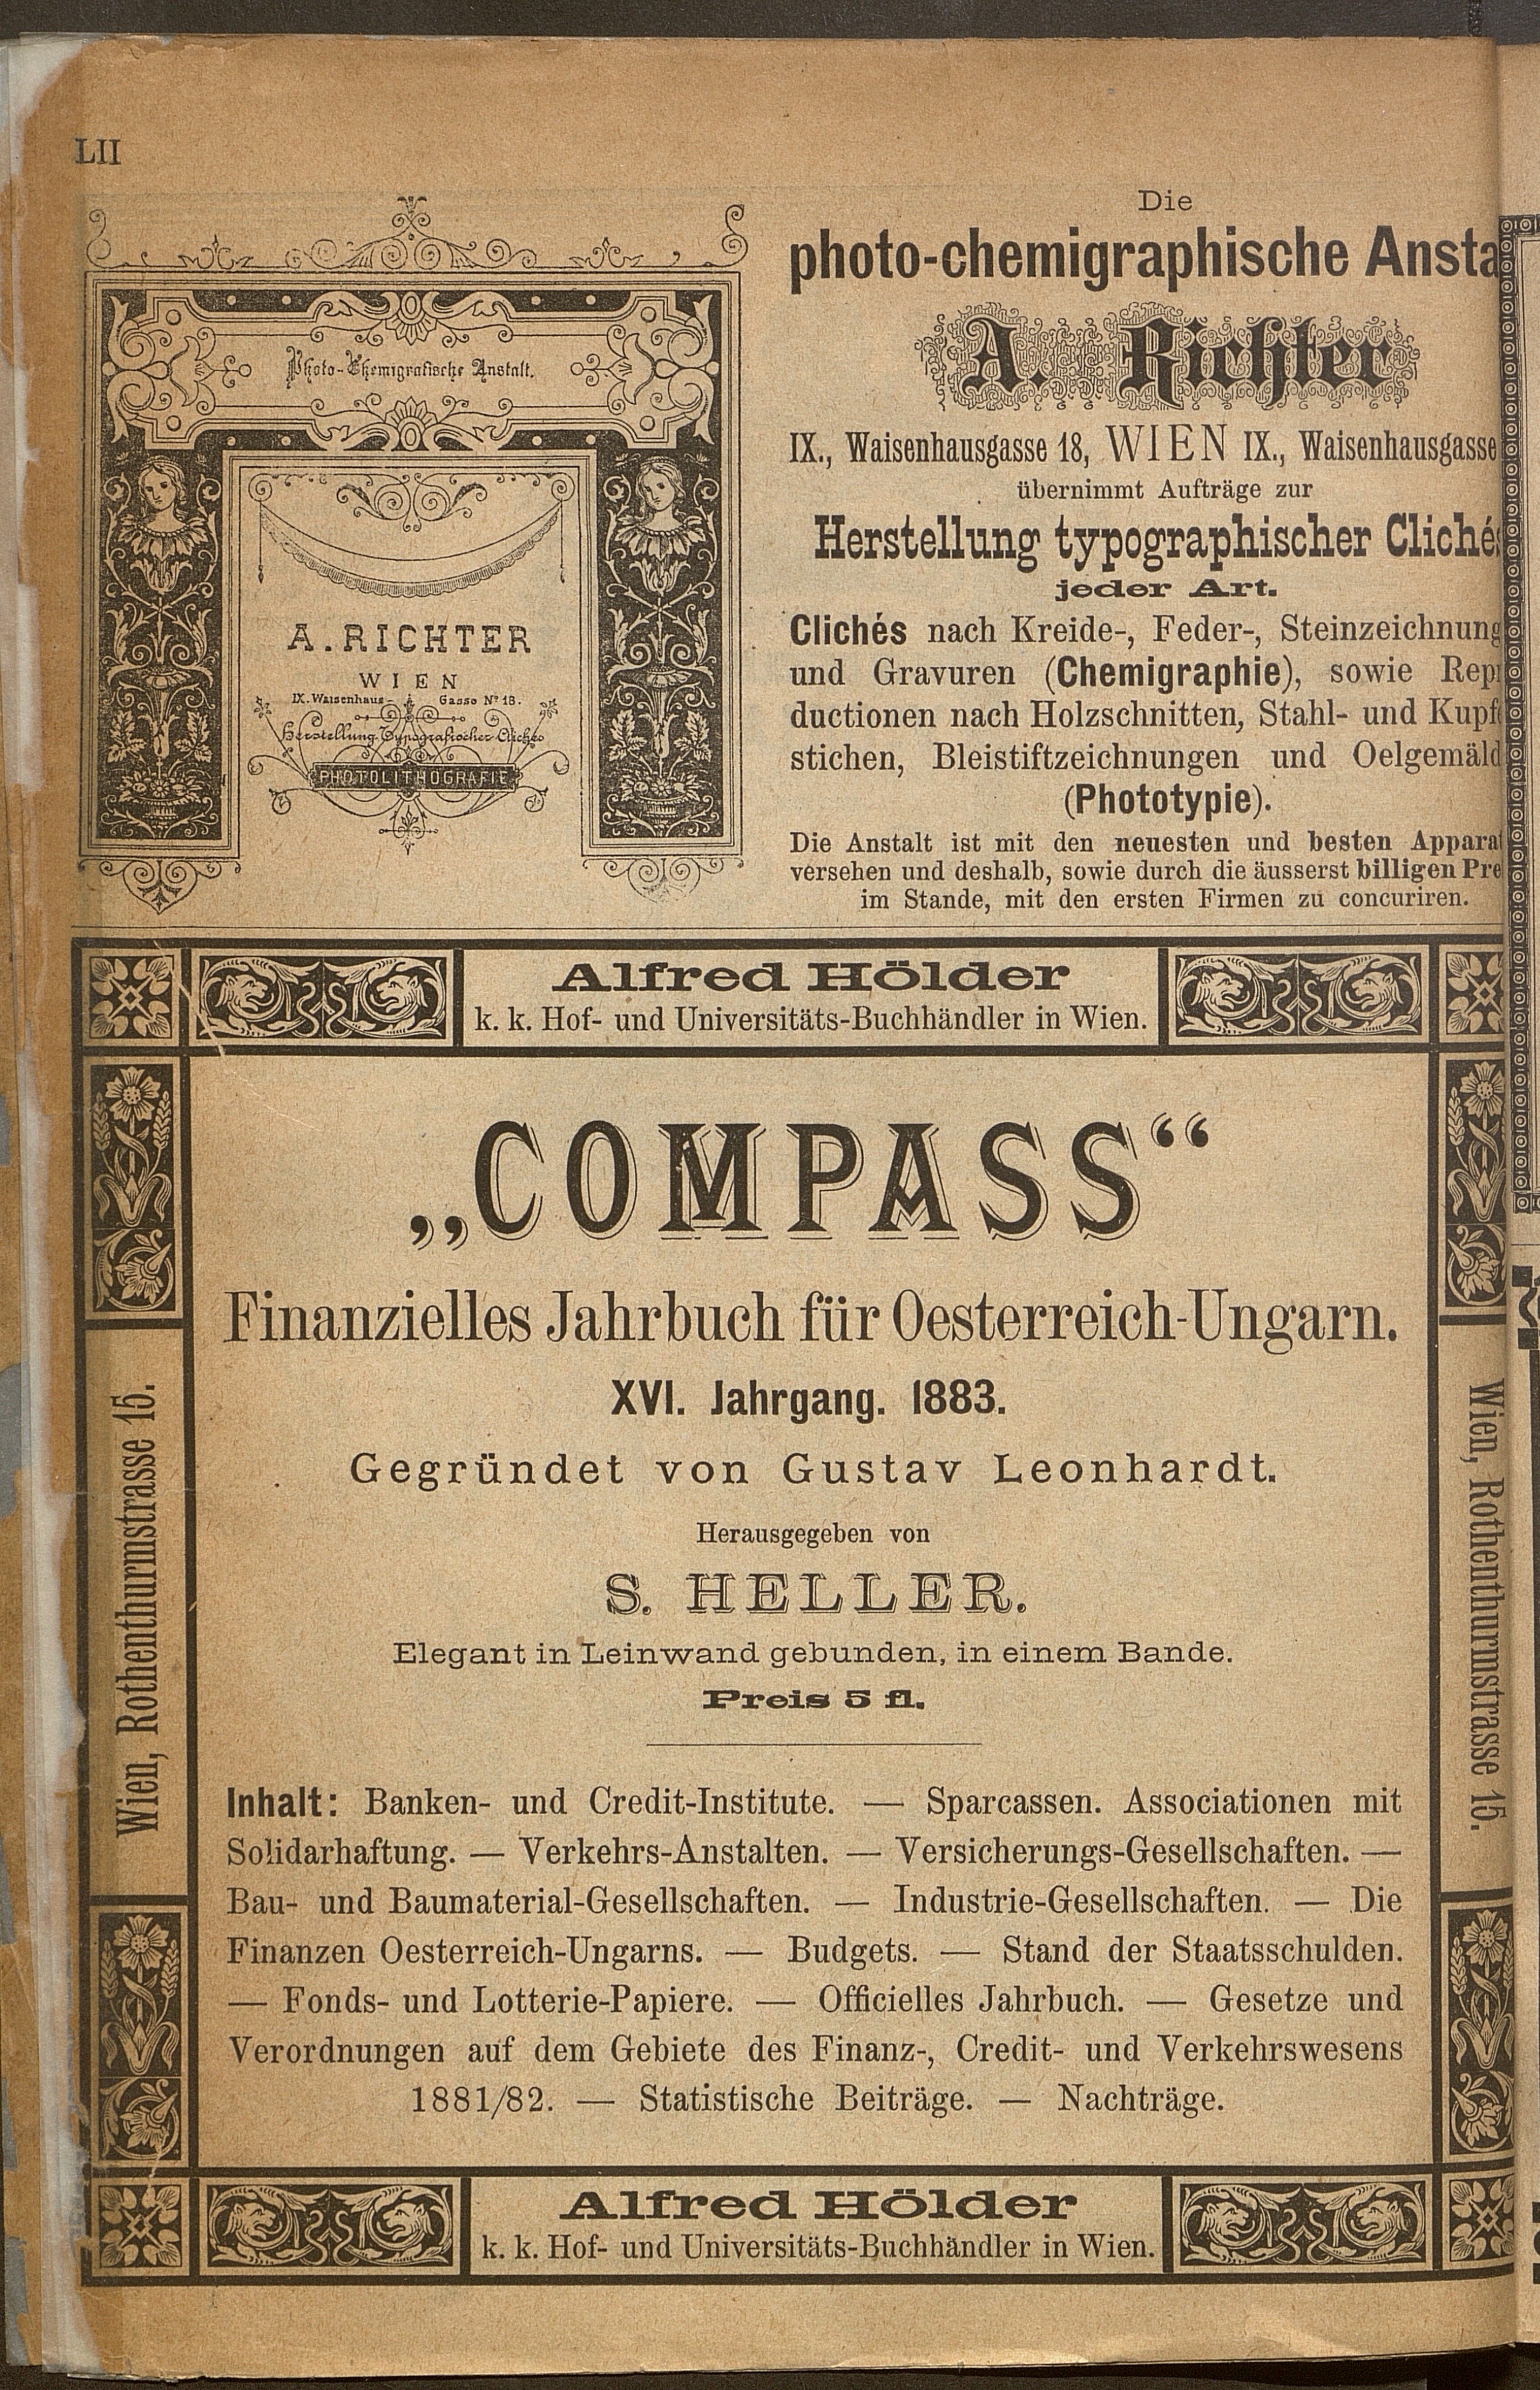 LII
Photo-Chemigrafische Anstalt.
A. RICHTER
WIEN
IX. Waisenhaus- Gasse Nº 18.
Herstellung Typografischer Clichés
PHOTOLITHOGRAFIE
Die
photo-chemigraphische Ansta
A. Richter
IX., Waisenhausgasse 18, WIEN IX., Waisenhausgasse
übernimmt Aufträge zur
Herstellung typographischer Clichés
jeder Art.
Clichés nach Kreide-, Feder-, Steinzeichnung
und Gravuren (Chemigraphie), sowie Rep
ductionen nach Holzschnitten, Stahl- und Kupf
stichen, Bleistiftzeichnungen und Oelgemäld
(Phototypie).
Die Anstalt ist mit den neuesten und besten Appara
versehen und deshalb, sowie durch die äusserst billigen Pre
im Stande, mit den ersten Firmen zu concuriren.
Alfred Hölder
k. k. Hof- und Universitäts-Buchhändler in Wien.
Wien, Rothenthurmstrasse 15.
„COMPASS“
Finanzielles Jahrbuch für Oesterreich-Ungarn.
XVI. Jahrgang. 1883.
Gegründet von Gustav Leonhardt.
Herausgegeben von
S. HELLER.
Elegant in Leinwand gebunden, in einem Bande.
Preis 5 fl.
Inhalt: Banken- und Credit-Institute. — Sparcassen. Associationen mit
Solidarhaftung. — Verkehrs-Anstalten. — Versicherungs-Gesellschaften. —
Bau- und Baumaterial-Gesellschaften. — Industrie-Gesellschaften. — Die
Finanzen Oesterreich-Ungarns. — Budgets. — Stand der Staatsschulden.
— Fonds- und Lotterie-Papiere. — Officielles Jahrbuch. — Gesetze und
Verordnungen auf dem Gebiete des Finanz-, Credit- und Verkehrswesens
1881/82. — Statistische Beiträge. — Nachträge.
Wien, Rothenthurmstrasse 15.
Alfred Hölder
k. k. Hof- und Universitäts-Buchhändler in Wien.